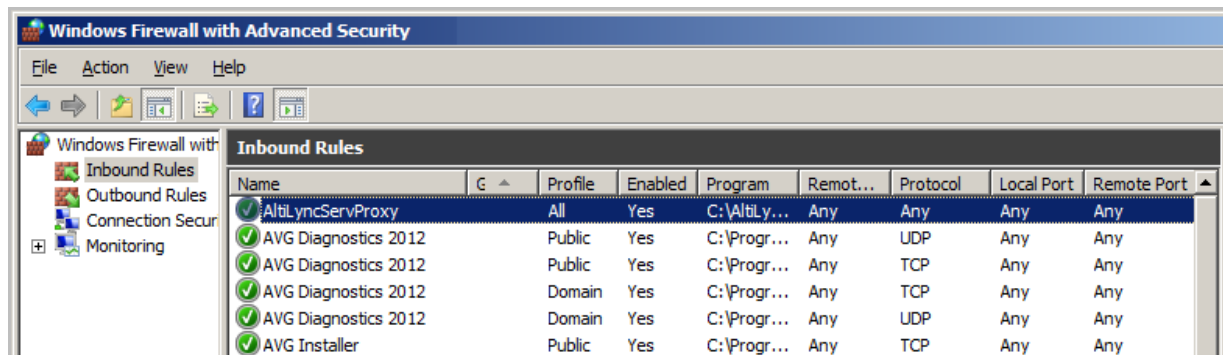 Windows Firewall with Advanced Security
File Action View Help
Windows Firewall with
Inbound Rules
Outbound Rules
Connection Secur
Monitoring
Inbound Rules
Name G Profile Enabled Program Remot... Protocol Local Port Remote Port
AltiLyncServProxy All Yes C:\AltiLy... Any Any Any Any
AVG Diagnostics 2012 Public Yes C:\Progr... Any UDP Any Any
AVG Diagnostics 2012 Public Yes C:\Progr... Any TCP Any Any
AVG Diagnostics 2012 Domain Yes C:\Progr... Any TCP Any Any
AVG Diagnostics 2012 Domain Yes C:\Progr... Any UDP Any Any
AVG Installer Public Yes C:\Progr... Any TCP Any Any